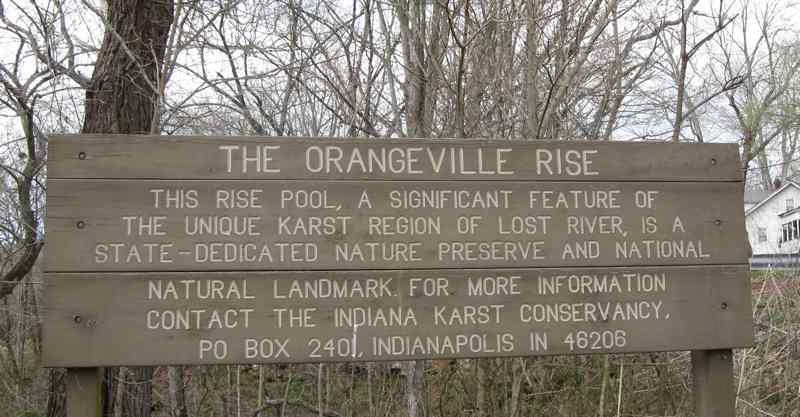 THE ORANGEVILLE RISE
THIS RISE POOL, A SIGNIFICANT FEATURE OF
THE UNIQUE KARST REGION OF LOST RIVER, IS A
STATE-DEDICATED NATURE PRESERVE AND NATIONAL
NATURAL LANDMARK. FOR MORE INFORMATION
CONTACT THE INDIANA KARST CONSERVANCY,
PO BOX 2401, INDIANAPOLIS IN 46206